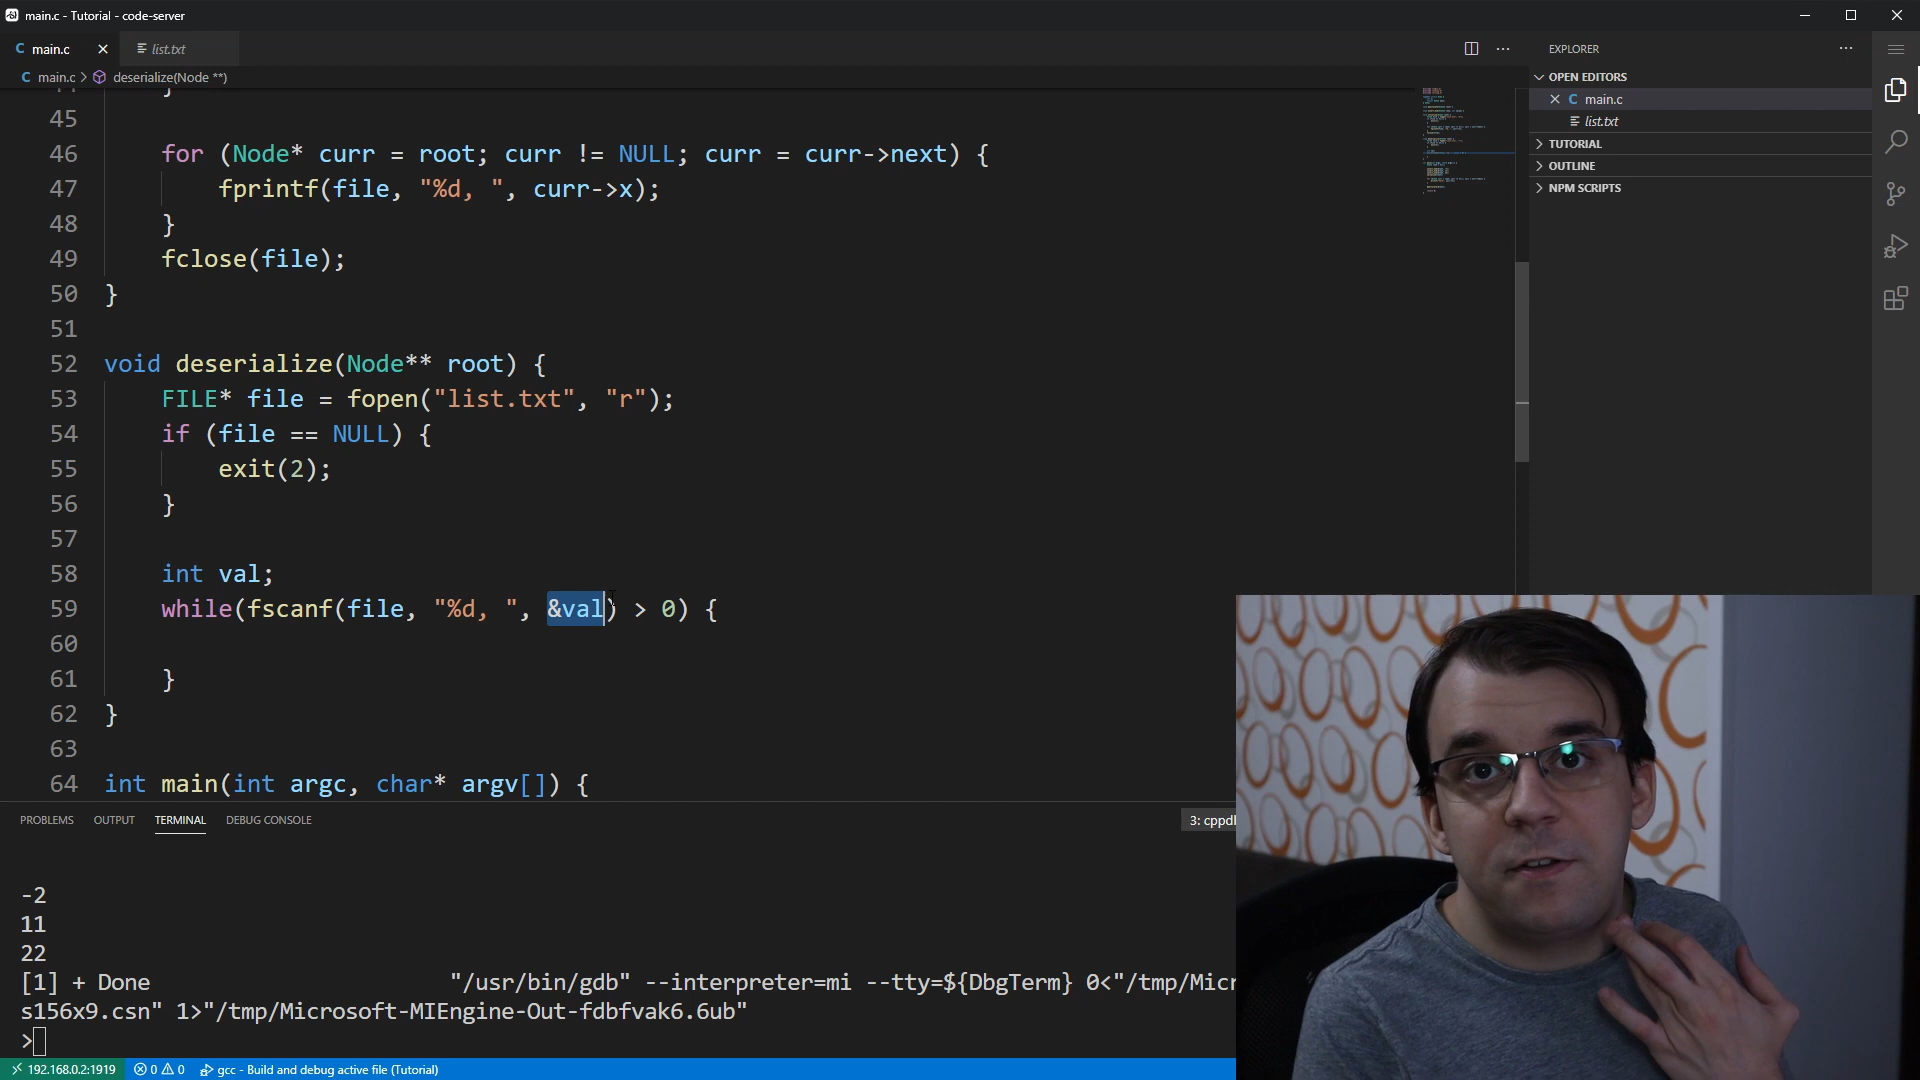 main.c - Tutorial - code-server
main.c
list.txt
main.c > deserialize(Node **)
44 }
45
46 for (Node* curr = root; curr != NULL; curr = curr->next) {
47 fprintf(file, "%d, ", curr->x);
48 }
49 fclose(file);
50 }
51
52 void deserialize(Node** root) {
53 FILE* file = fopen("list.txt", "r");
54 if (file == NULL) {
55 exit(2);
56 }
57
58 int val;
59 while(fscanf(file, "%d, ", &val) > 0) {
60
61 }
62 }
63
64 int main(int argc, char* argv[]) {
EXPLORER
OPEN EDITORS
main.c
list.txt
TUTORIAL
OUTLINE
NPM SCRIPTS
PROBLEMS OUTPUT TERMINAL DEBUG CONSOLE
-2
11
22
[1] + Done "/usr/bin/gdb" --interpreter=mi --tty=${DbgTerm} 0<"/tmp/Micr
s156x9.csn" 1>"/tmp/Microsoft-MIEngine-Out-fdbfvak6.6ub"
>
3: cppd
192.168.0.2:1919 0 0 gcc - Build and debug active file (Tutorial)